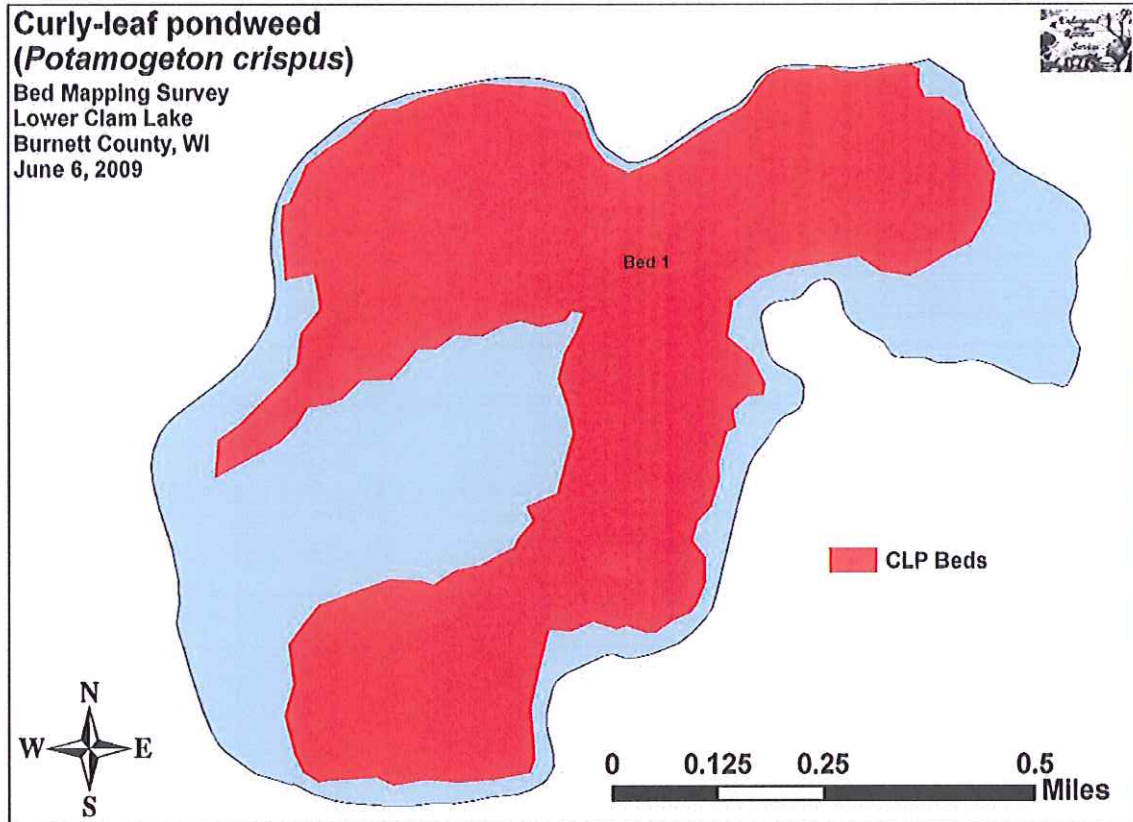 Curly-leaf pondweed
(Potamogeton crispus)
Bed Mapping Survey
Lower Clam Lake
Burnett County, WI
June 6, 2009
Bed 1
CLP Beds
N
W E
S
0 0.125 0.25 0.5
Miles